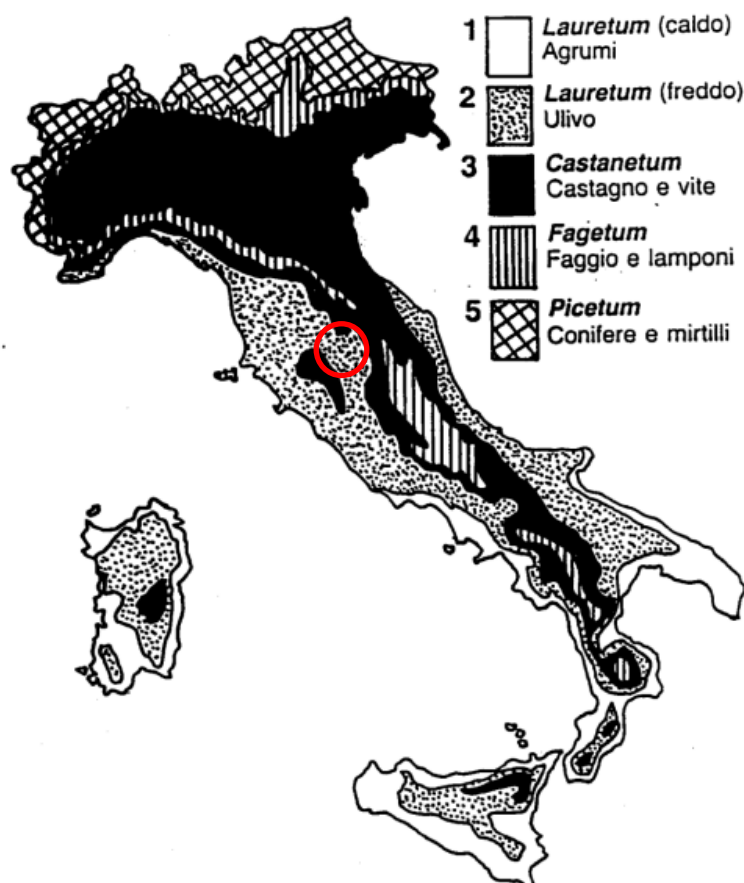 1 Lauretum (caldo)
Agrumi
2 Lauretum (freddo)
Ulivo
3 Castanetum
Castagno e vite
4 Fagetum
Faggio e lamponi
5 Picetum
Conifere e mirtilli